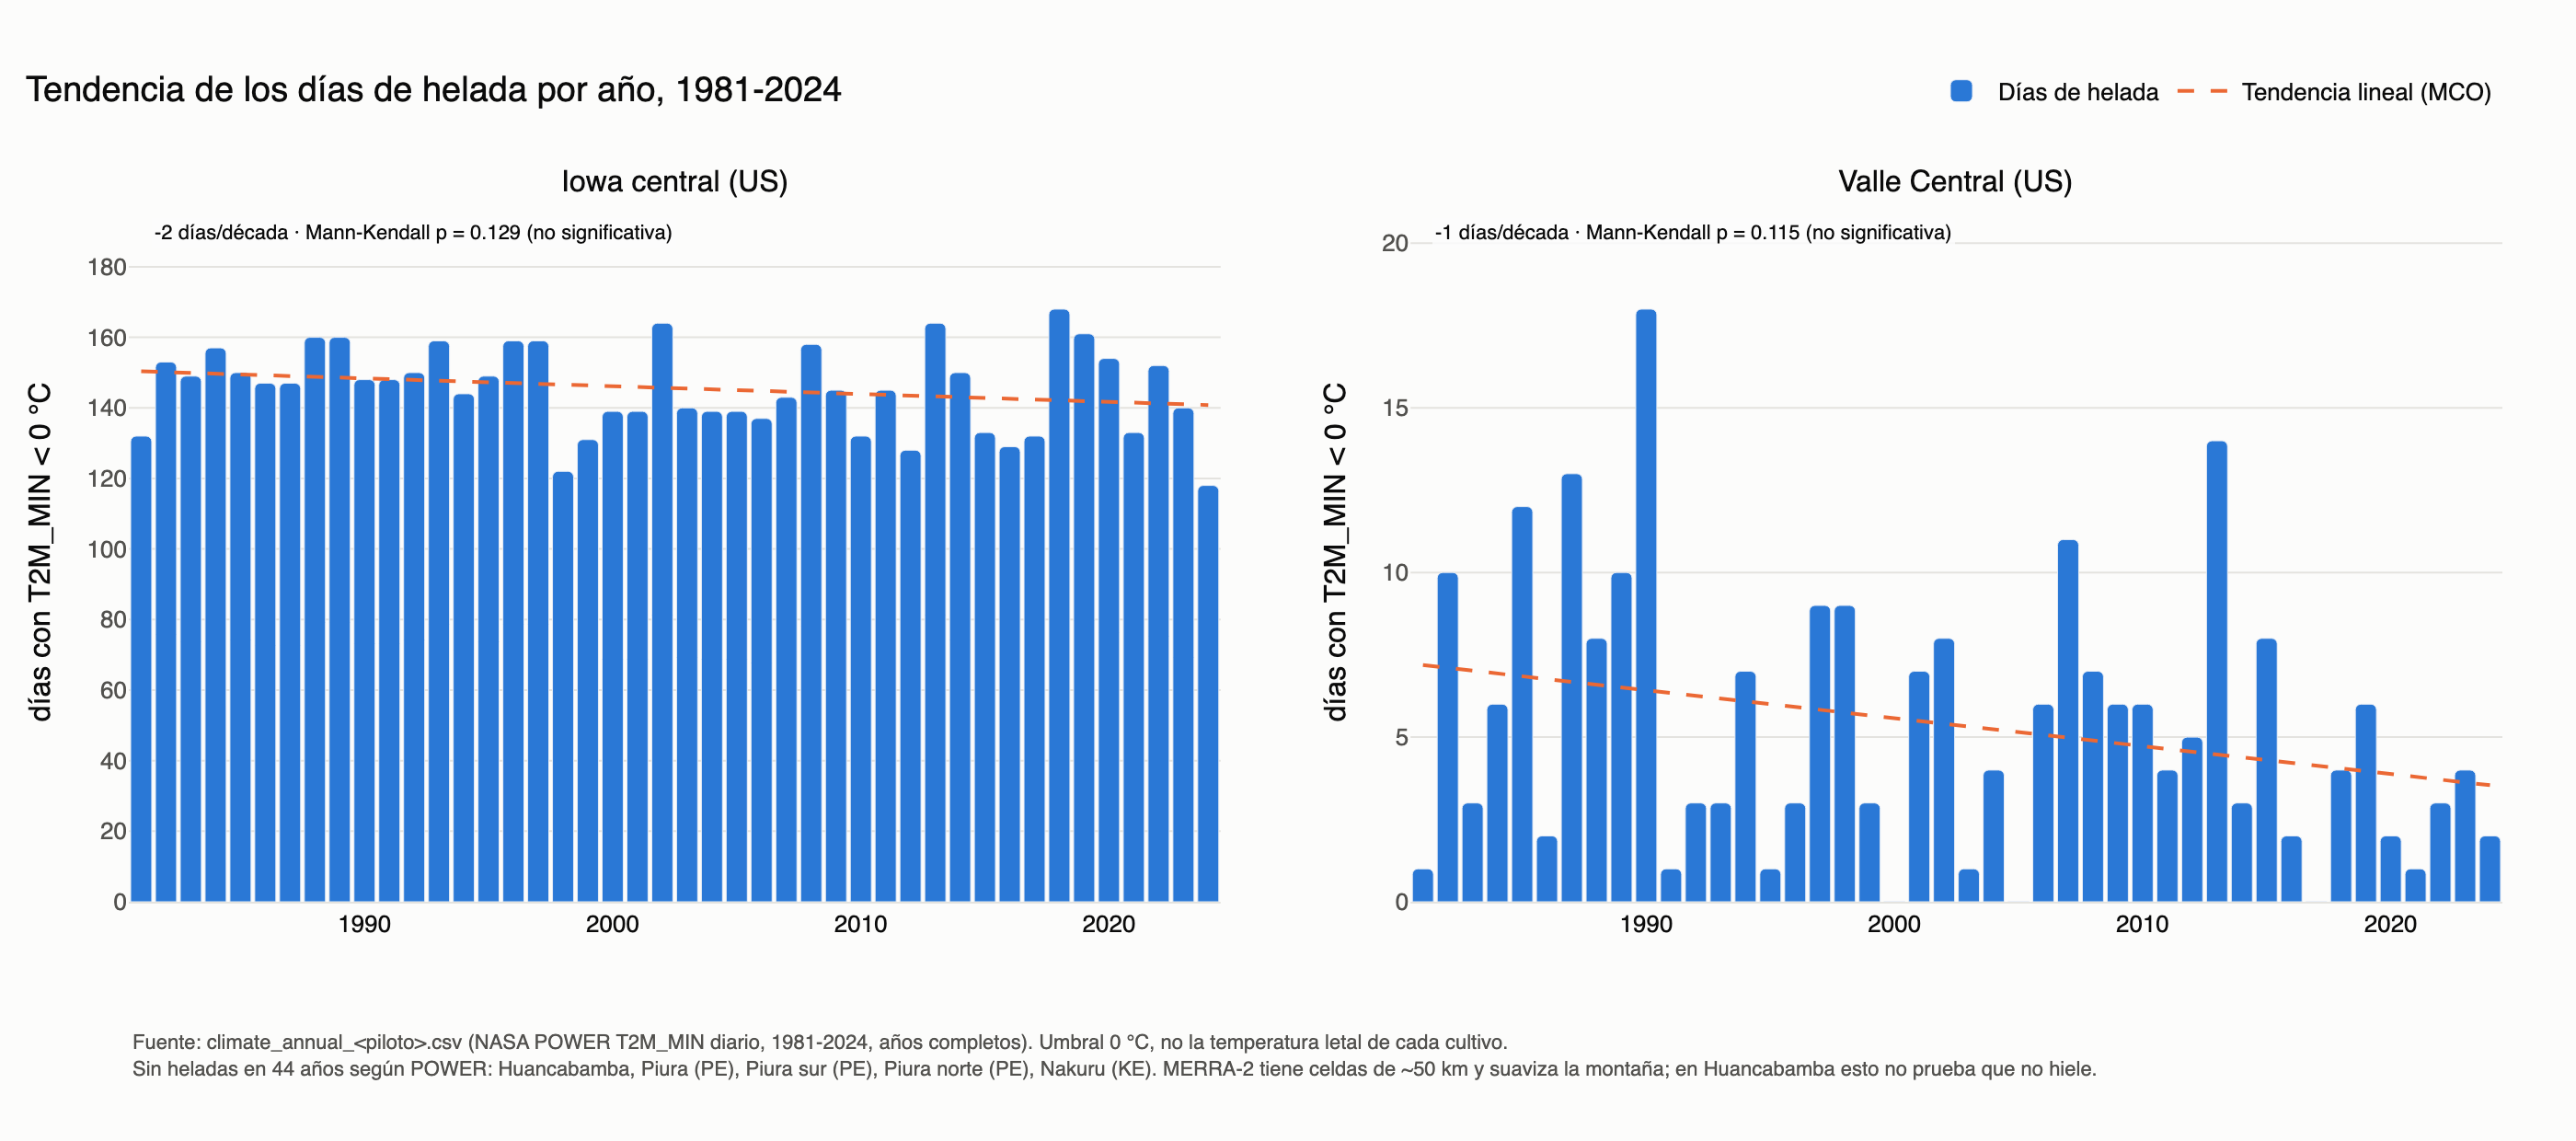 Tendencia de los días de helada por año, 1981-2024
Días de helada
Tendencia lineal (MCO)
Iowa central (US)
-2 días/década · Mann-Kendall p = 0.129 (no significativa)
días con T2M_MIN < 0 °C
180
160
140
120
100
80
60
40
20
0
1990
2000
2010
2020
Valle Central (US)
-1 días/década · Mann-Kendall p = 0.115 (no significativa)
días con T2M_MIN < 0 °C
20
15
10
5
0
1990
2000
2010
2020
Fuente: climate_annual_<piloto>.csv (NASA POWER T2M_MIN diario, 1981-2024, años completos). Umbral 0 °C, no la temperatura letal de cada cultivo.
Sin heladas en 44 años según POWER: Huancabamba, Piura (PE), Piura sur (PE), Piura norte (PE), Nakuru (KE). MERRA-2 tiene celdas de ~50 km y suaviza la montaña; en Huancabamba esto no prueba que no hiele.